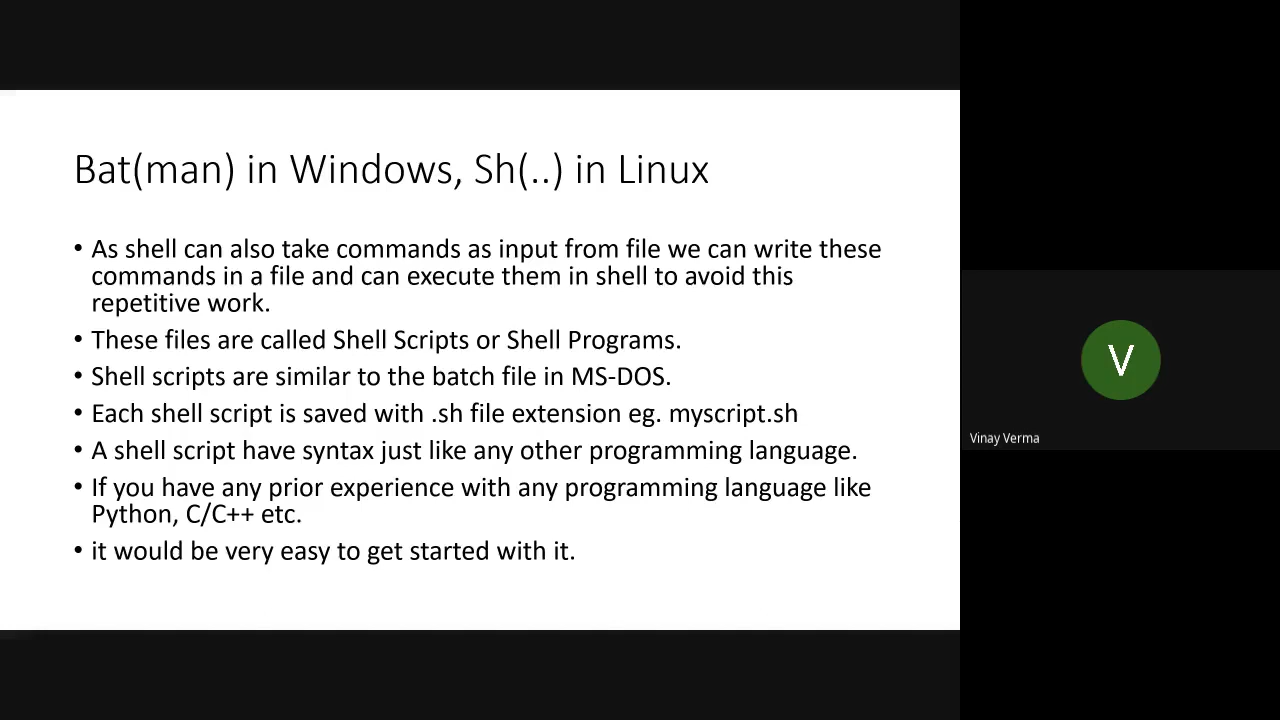 Bat(man) in Windows, Sh(..) in Linux
• As shell can also take commands as input from file we can write these
commands in a file and can execute them in shell to avoid this
repetitive work.
• These files are called Shell Scripts or Shell Programs.
• Shell scripts are similar to the batch file in MS-DOS.
• Each shell script is saved with .sh file extension eg. myscript.sh
• A shell script have syntax just like any other programming language.
• If you have any prior experience with any programming language like
Python, C/C++ etc.
• it would be very easy to get started with it.
V
Vinay Verma